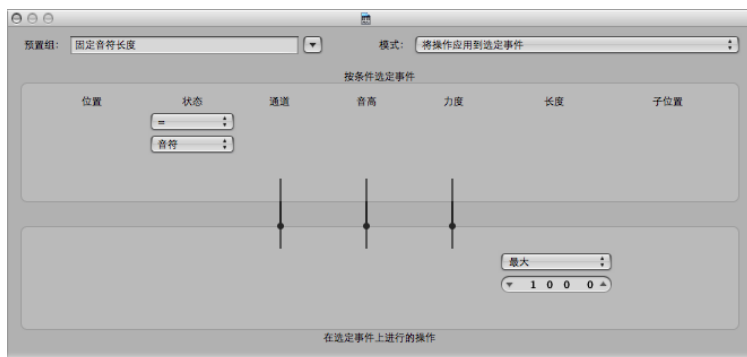 预置组: 固定音符长度 模式: 将操作应用到选定事件
按条件选定事件
位置 状态 通道 音高 力度 长度 子位置
=
音符
最大
1 0 0 0
在选定事件上进行的操作